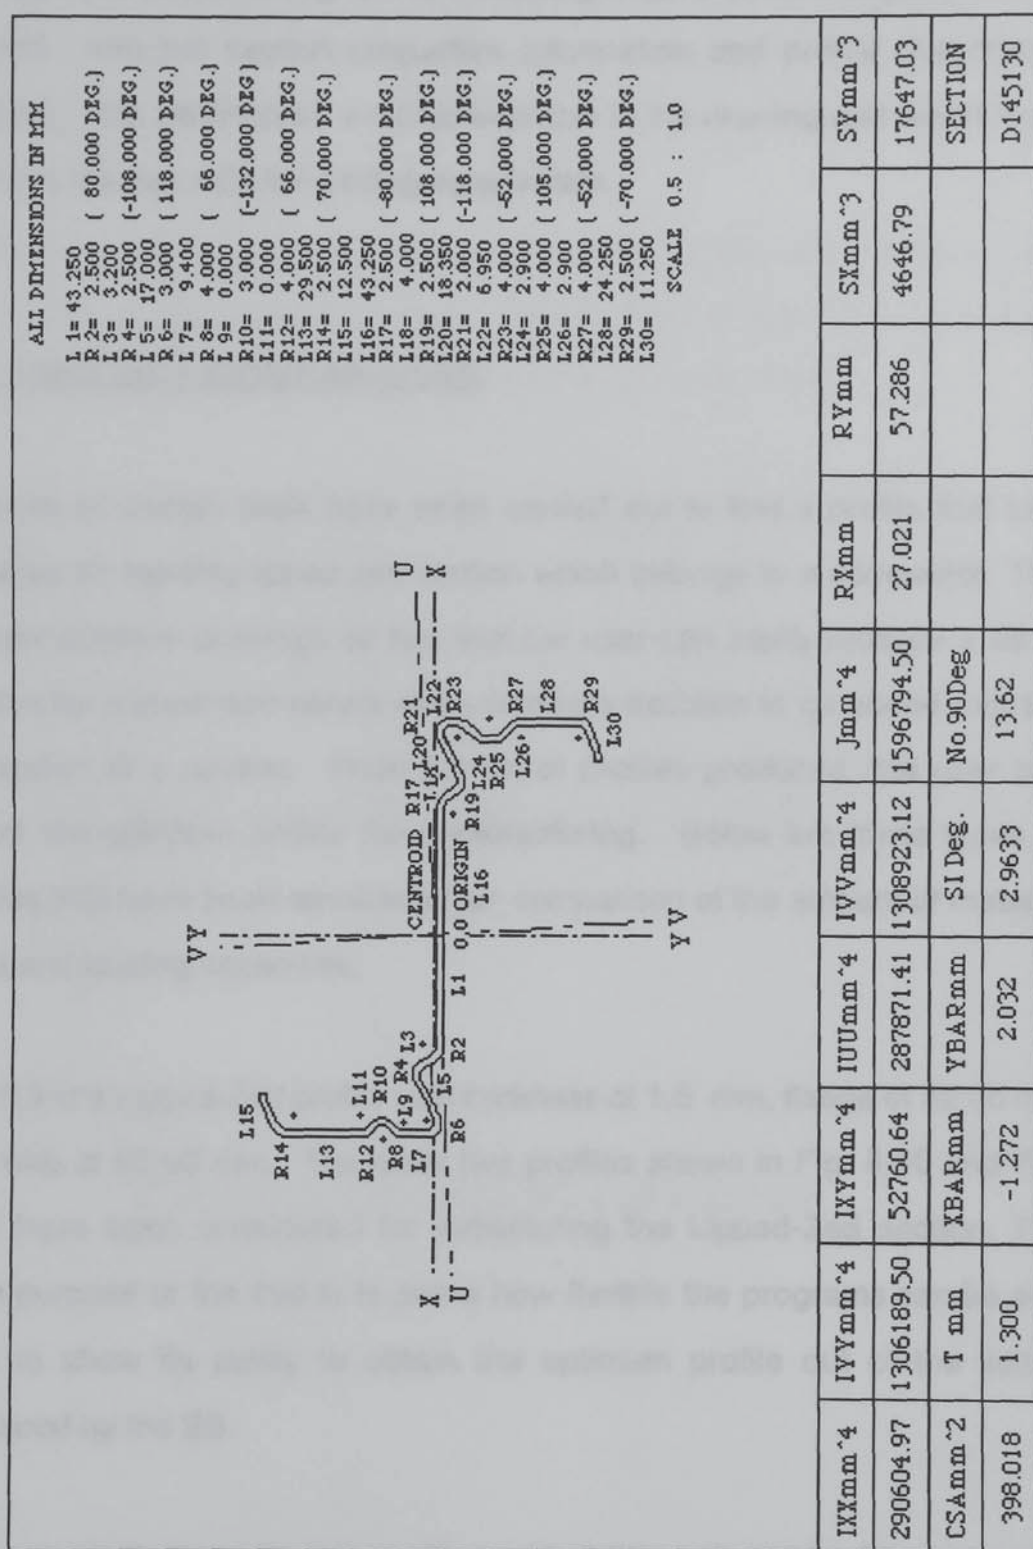 ALL DIMENSIONS IN MM
L 1= 43.250
R 2= 2.500 ( 80.000 DEG.)
L 3= 3.200
R 4= 2.500 (-108.000 DEG.)
L 5= 17.000
R 6= 3.000 ( 118.000 DEG.)
L 7= 9.400
R 8= 4.000 ( 66.000 DEG.)
L 9= 0.000
R10= 3.000 (-132.000 DEG.)
L11= 0.000
R12= 4.000 ( 66.000 DEG.)
L13= 29.500
R14= 2.500 ( 70.000 DEG.)
L15= 12.500
L16= 43.250
R17= 2.500 ( -80.000 DEG.)
L18= 4.000
R19= 2.500 ( 108.000 DEG.)
L20= 18.350
R21= 2.000 (-118.000 DEG.)
L22= 6.950
R23= 4.000 ( -52.000 DEG.)
L24= 2.900
R25= 4.000 ( 105.000 DEG.)
L26= 2.900
R27= 4.000 ( -52.000 DEG.)
L28= 24.250
R29= 2.500 ( -70.000 DEG.)
L30= 11.250
SCALE 0.5 : 1.0
V Y
L15
R14
L13
L11
R12
R10
R8
L9
L7
R4
L3
R6
L5
R2
L1
X
U
CENTROID
0,0 ORIGIN
L16
R17
L18
R19
L20
R21
L22
R23
L24
R25
L26
R27
L28
R29
L30
U
X
Y V
IXXmm^4 IYYmm^4 IXYmm^4 IUUmm^4 IVVmm^4 Jmm^4 RXmm RYmm SXmm^3 SYmm^3
290604.97 1306189.50 52760.64 287871.41 1308923.12 1596794.50 27.021 57.286 4646.79 17647.03
CSAmm^2 T mm XBARmm YBARmm SI Deg. No.90Deg SECTION
398.018 1.300 -1.272 2.032 -2.9633 13.62 D145130